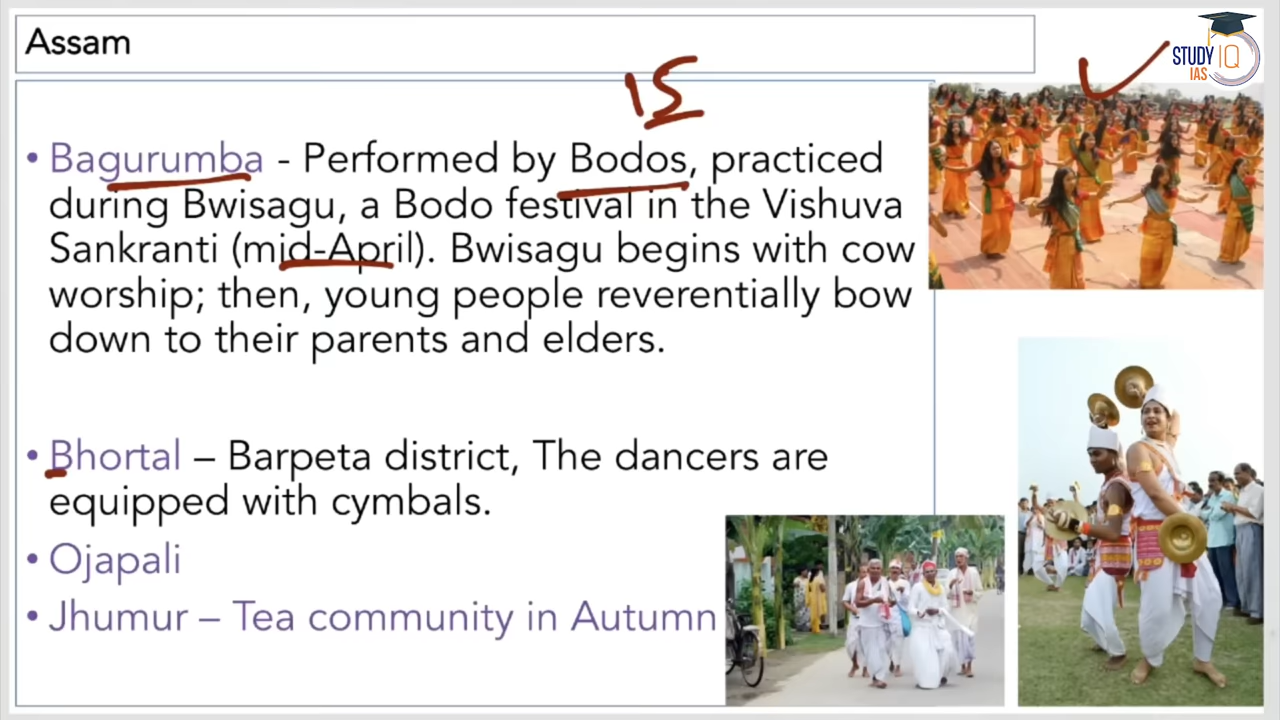 Assam
STUDY IQ
IAS
15
• Bagurumba - Performed by Bodos, practiced
during Bwisagu, a Bodo festival in the Vishuva
Sankranti (mid-April). Bwisagu begins with cow
worship; then, young people reverentially bow
down to their parents and elders.
• Bhortal – Barpeta district, The dancers are
equipped with cymbals.
• Ojapali
• Jhumur – Tea community in Autumn